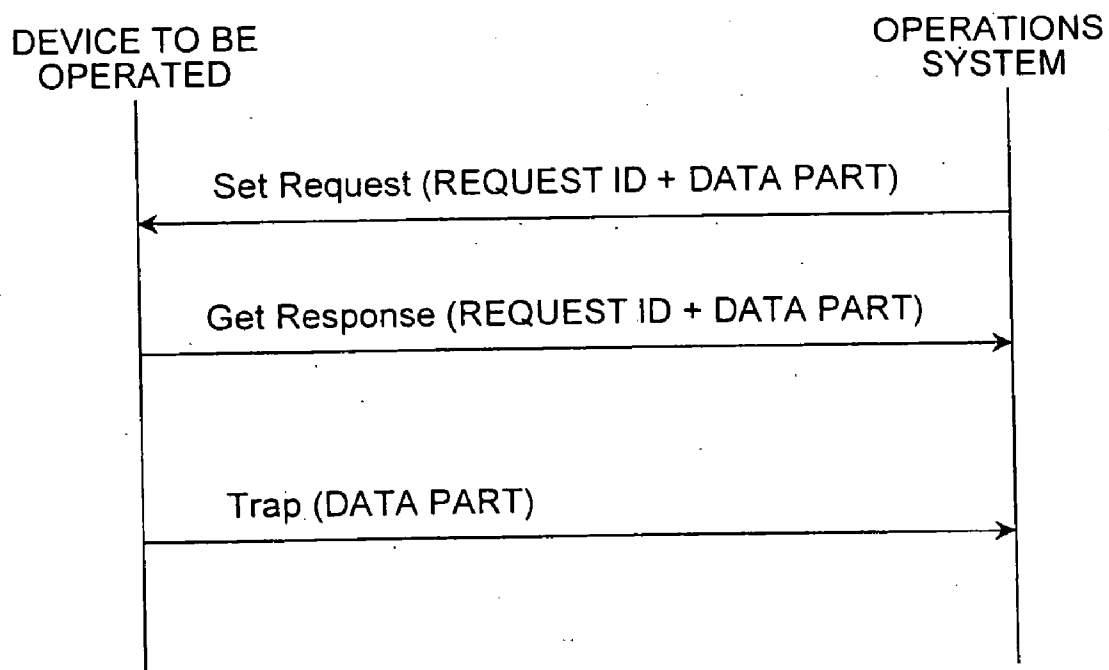 DEVICE TO BE
OPERATED
OPERATIONS
SYSTEM
Set Request (REQUEST ID + DATA PART)
Get Response (REQUEST ID + DATA PART)
Trap (DATA PART)